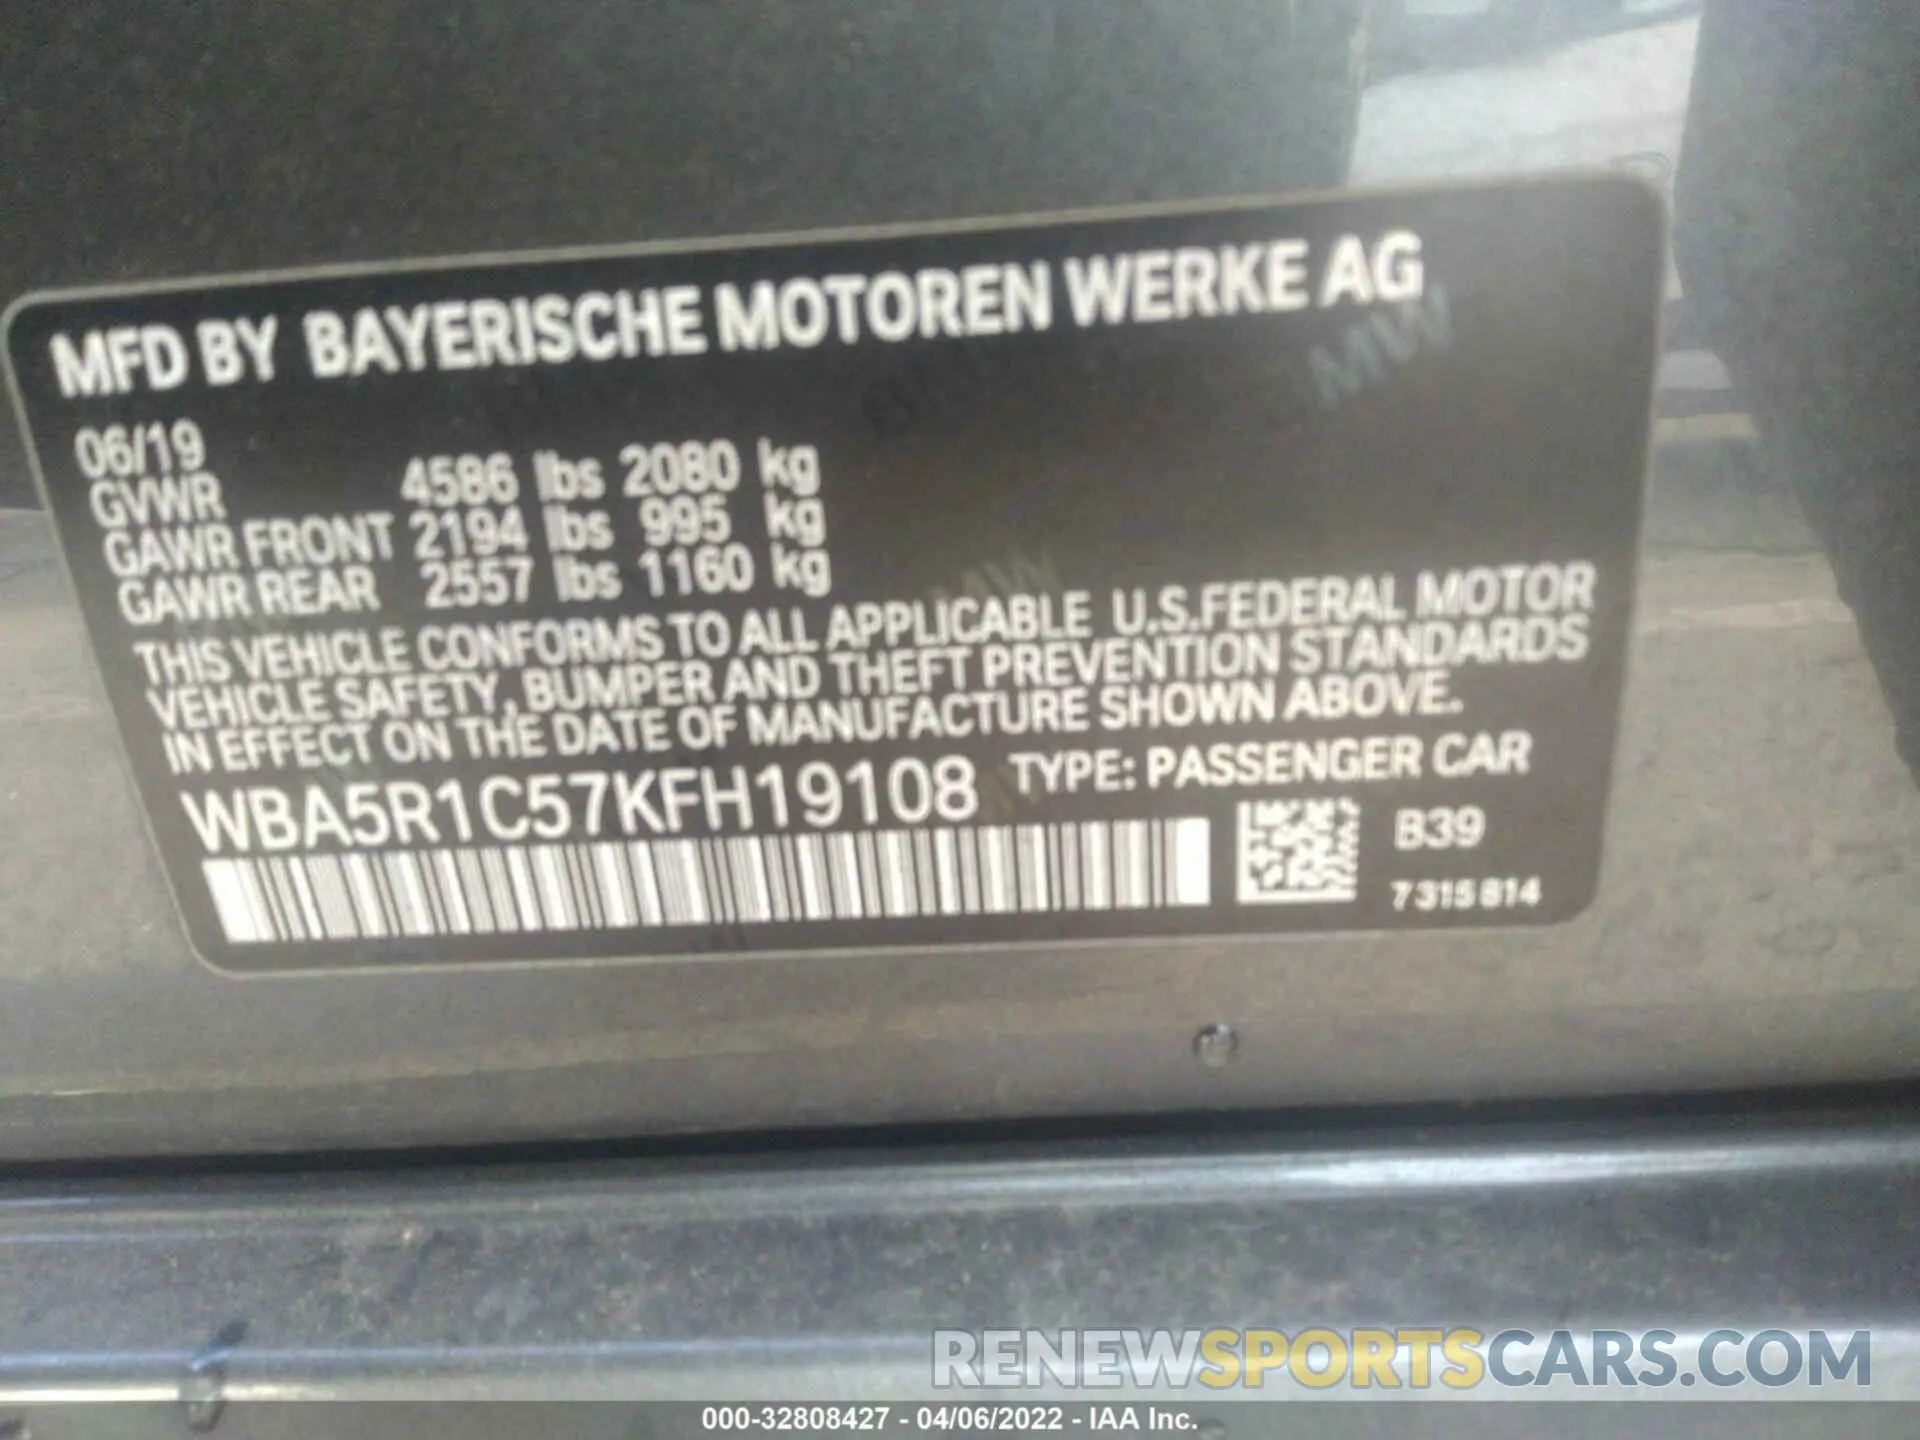 MFD BY BAYERISCHE MOTOREN WERKE AG
06/19
GVWR 4586 lbs 2080 kg
GAWR FRONT 2194 lbs 995 kg
GAWR REAR 2557 lbs 1160 kg
THIS VEHICLE CONFORMS TO ALL APPLICABLE U.S.FEDERAL MOTOR
VEHICLE SAFETY, BUMPER AND THEFT PREVENTION STANDARDS
IN EFFECT ON THE DATE OF MANUFACTURE SHOWN ABOVE.
WBA5R1C57KFH19108 TYPE: PASSENGER CAR
B39
7315814
RENEWSPORTSCARS.COM
000-32808427 - 04/06/2022 - IAA Inc.